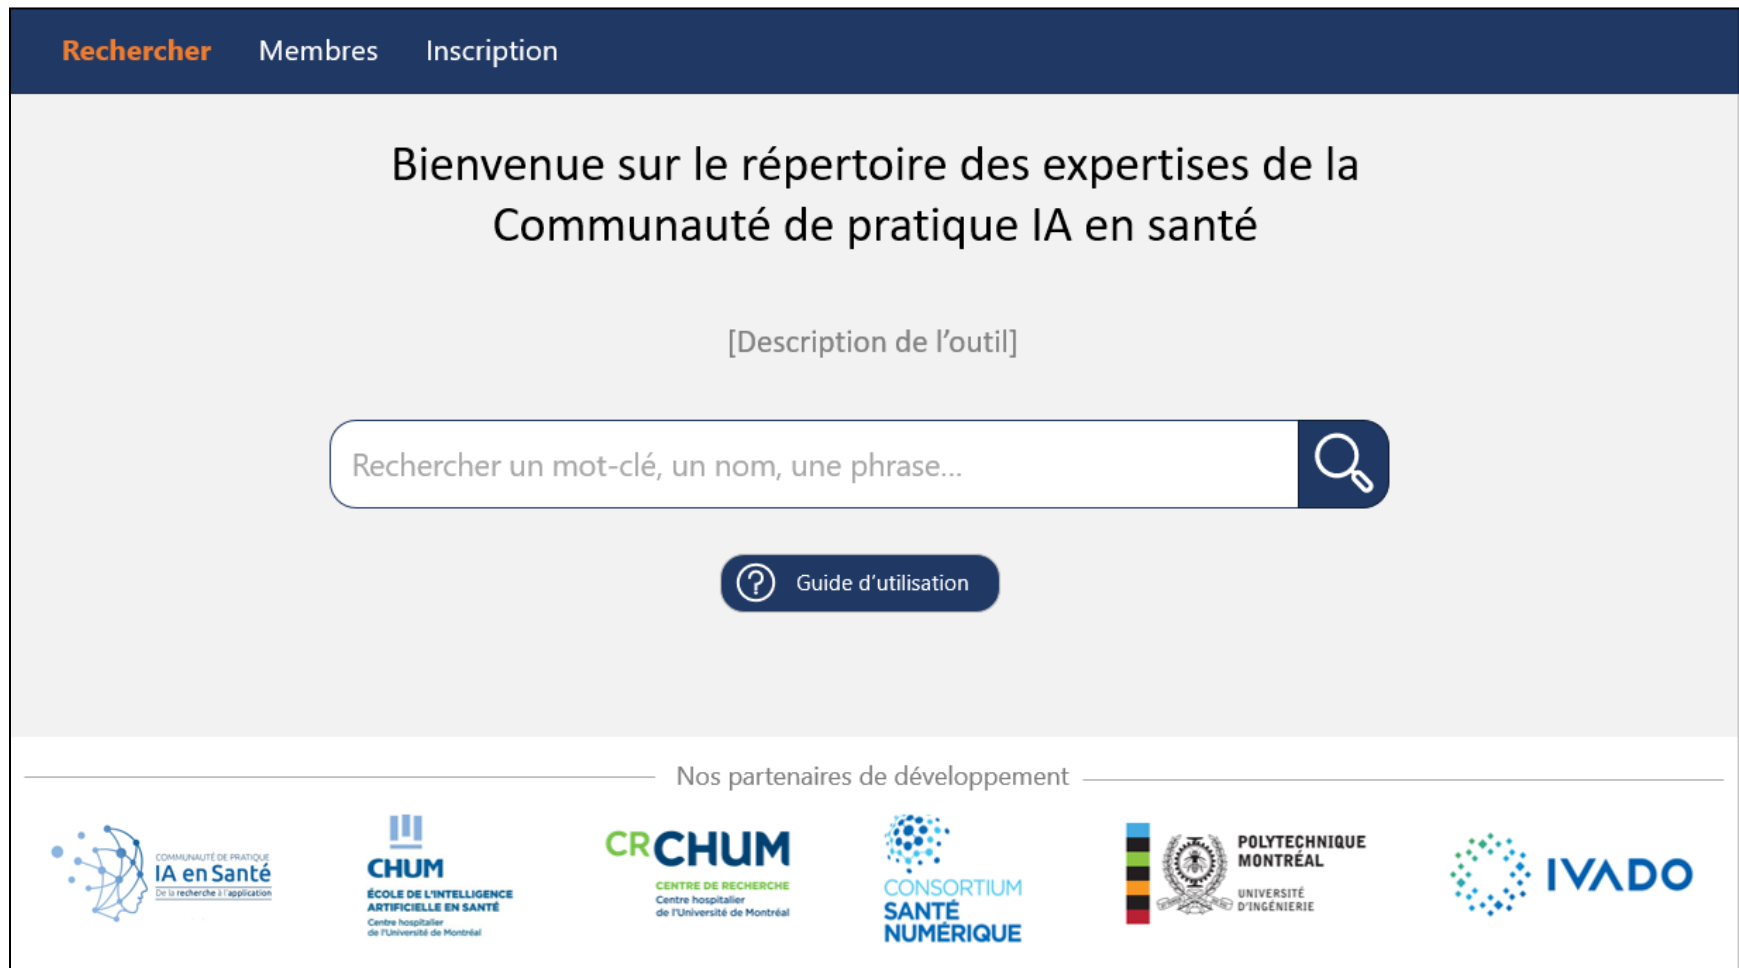 Rechercher Membres Inscription
Bienvenue sur le répertoire des expertises de la
Communauté de pratique IA en santé
[Description de l’outil]
Rechercher un mot-clé, un nom, une phrase...
Guide d’utilisation
Nos partenaires de développement
COMMUNAUTÉ DE PRATIQUE
IA en Santé
De la recherche à l’application
CHUM
ÉCOLE DE L’INTELLIGENCE
ARTIFICIELLE EN SANTÉ
Centre hospitalier
de l’Université de Montréal
CRCHUM
CENTRE DE RECHERCHE
Centre hospitalier
de l’Université de Montréal
CONSORTIUM
SANTÉ
NUMÉRIQUE
POLYTECHNIQUE
MONTRÉAL
UNIVERSITÉ
D’INGÉNIERIE
IVADO